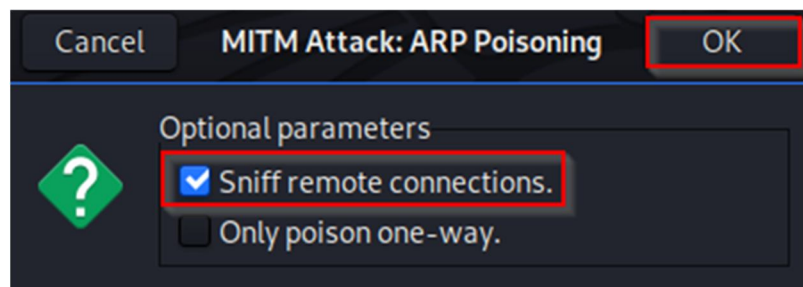 Cancel MITM Attack: ARP Poisoning OK
Optional parameters
Sniff remote connections.
Only poison one-way.